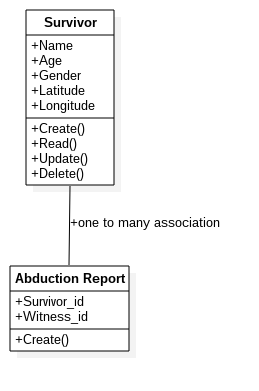 Survivor
+Name
+Age
+Gender
+Latitude
+Longitude
+Create()
+Read()
+Update()
+Delete()
+one to many association
Abduction Report
+Survivor_id
+Witness_id
+Create()